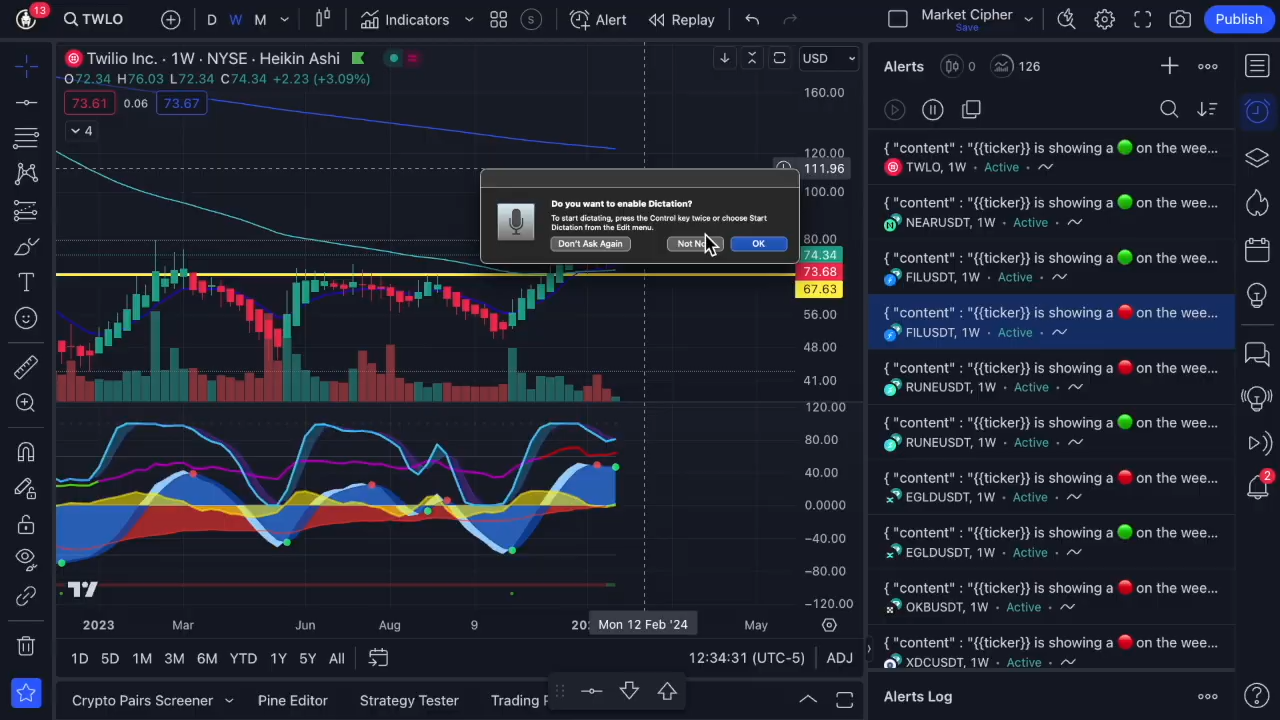 13
TWLO
D W M
Indicators
S
Alert
Replay
Market Cipher
Save
Publish
Twilio Inc. · 1W · NYSE · Heikin Ashi
O72.34 H76.03 L72.34 C74.34 +2.23 (+3.09%)
73.61 0.06 73.67
4
USD
160.00
120.00
111.96
100.00
80.00
74.34
73.68
67.63
56.00
48.00
41.00
120.00
80.00
40.00
0.0000
−40.00
−80.00
−120.00
Do you want to enable Dictation?
To start dictating, press the Control key twice or choose Start
Dictation from the Edit menu.
Don't Ask Again
OK
2023 Mar Jun Aug 9
Mon 12 Feb '24
May
1D 5D 1M 3M 6M YTD 1Y 5Y All
12:34:31 (UTC-5)
ADJ
Crypto Pairs Screener
Pine Editor
Strategy Tester
Trading
Alerts
0
126
{ "content" : "{{ticker}} is showing a 🟢 on the wee...
TWLO, 1W · Active ·
{ "content" : "{{ticker}} is showing a 🟢 on the wee...
NEARUSDT, 1W · Active ·
{ "content" : "{{ticker}} is showing a 🟢 on the wee...
FILUSDT, 1W · Active ·
{ "content" : "{{ticker}} is showing a 🔴 on the wee...
FILUSDT, 1W · Active ·
{ "content" : "{{ticker}} is showing a 🔴 on the wee...
RUNEUSDT, 1W · Active ·
{ "content" : "{{ticker}} is showing a 🟢 on the wee...
RUNEUSDT, 1W · Active ·
{ "content" : "{{ticker}} is showing a 🔴 on the wee...
EGLDUSDT, 1W · Active ·
{ "content" : "{{ticker}} is showing a 🟢 on the wee...
EGLDUSDT, 1W · Active ·
{ "content" : "{{ticker}} is showing a 🔴 on the wee...
OKBUSDT, 1W · Active ·
{ "content" : "{{ticker}} is showing a 🔴 on the wee...
XDCUSDT, 1W · Active ·
Alerts Log
2